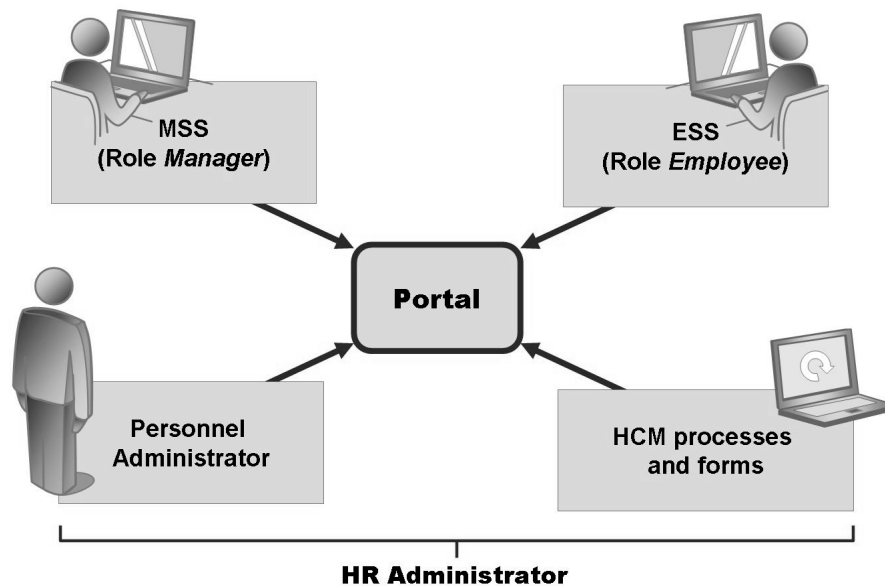 MSS
(Role Manager)
ESS
(Role Employee)
Portal
Personnel
Administrator
HCM processes
and forms
HR Administrator